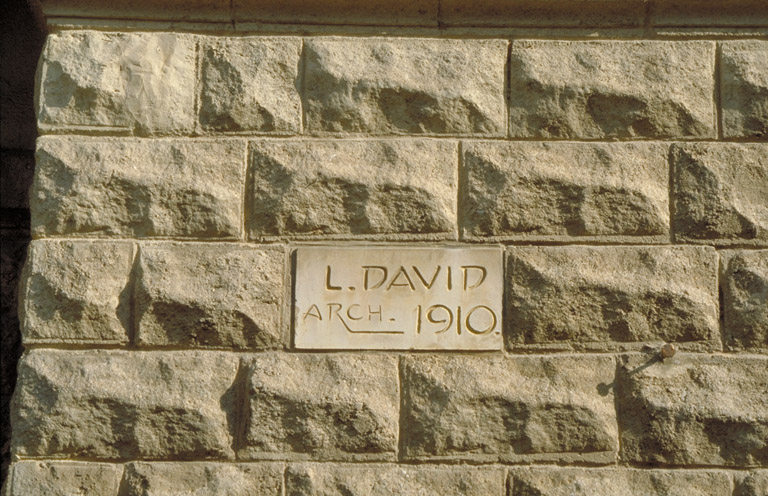 L. DAVID
ARCH. 1910.